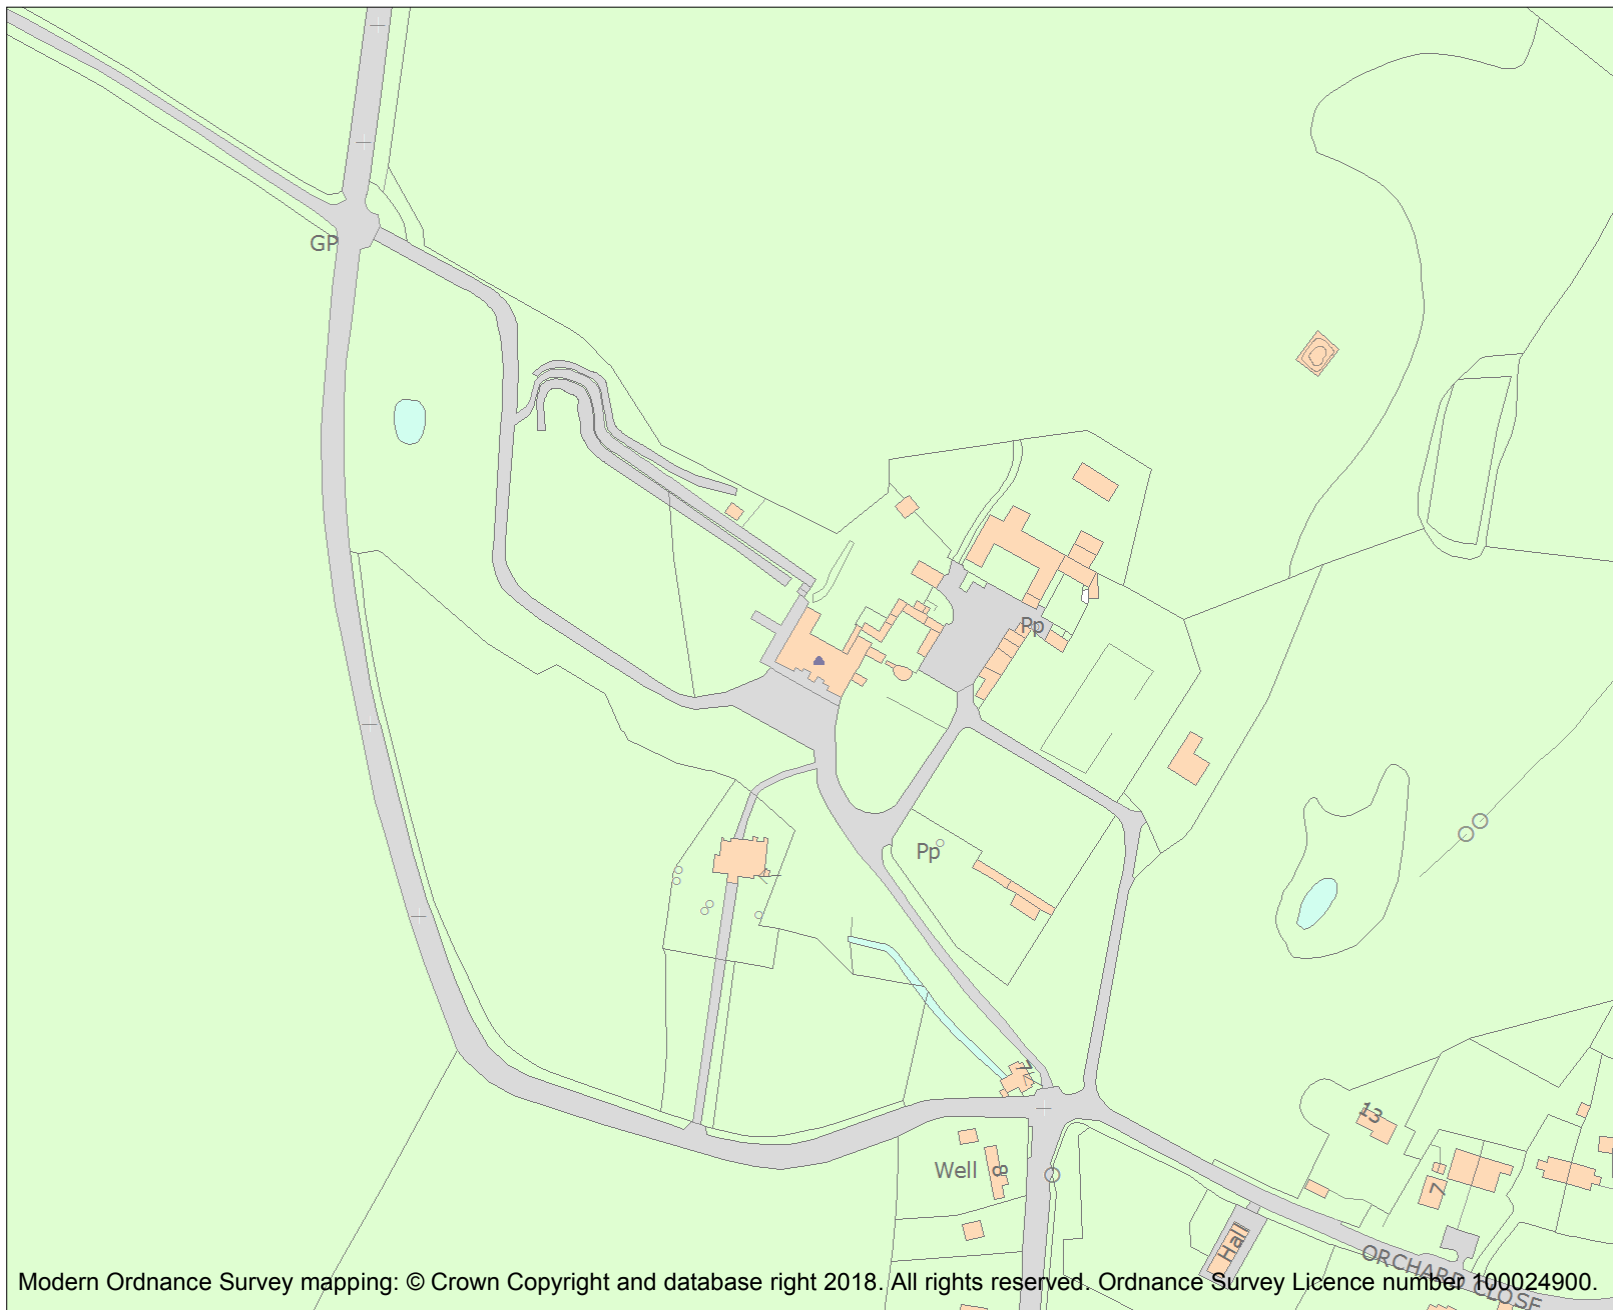 GP
Pp
Pp
7
13
Well
8
7
Hall
ORCHARD CLOSE
Modern Ordnance Survey mapping: © Crown Copyright and database right 2018. All rights reserved. Ordnance Survey Licence number 100024900.